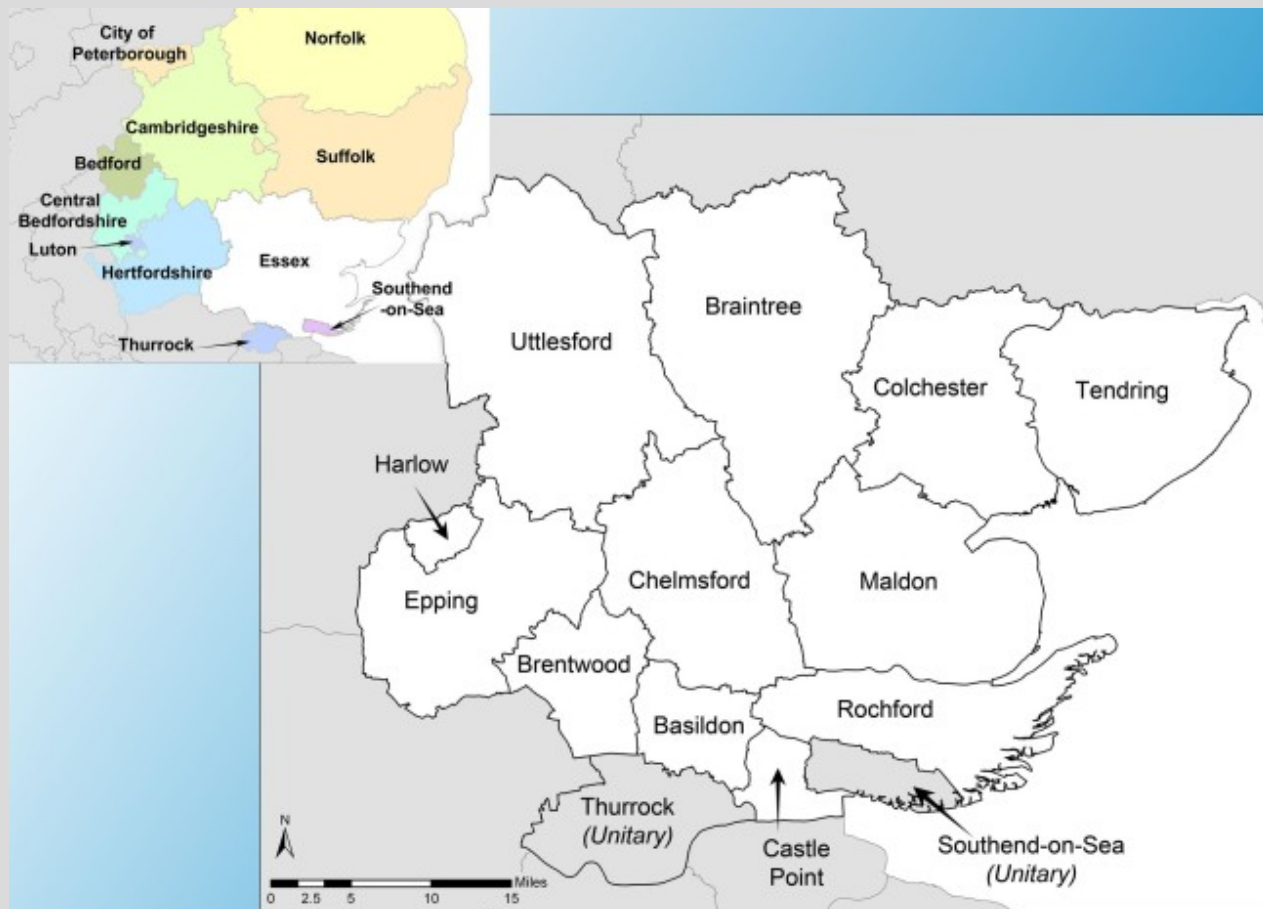 City of
Peterborough
Norfolk
Cambridgeshire
Suffolk
Bedford
Central
Bedfordshire
Luton
Hertfordshire
Essex
Southend
-on-Sea
Thurrock
Uttlesford
Braintree
Colchester
Tendring
Harlow
Epping
Chelmsford
Maldon
Brentwood
Basildon
Rochford
Thurrock
(Unitary)
Castle
Point
Southend-on-Sea
(Unitary)
N
Miles
0 2.5 5 10 15